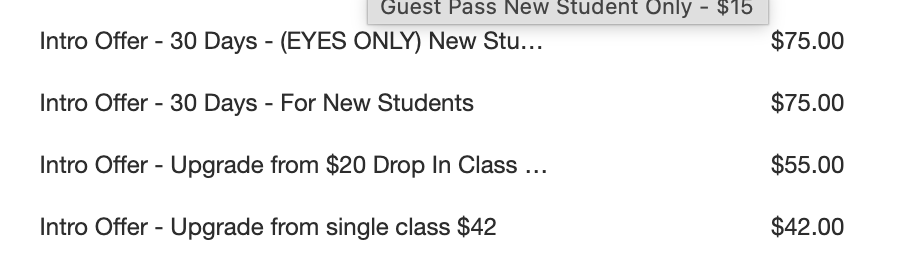 Guest Pass New Student Only - $15
Intro Offer - 30 Days - (EYES ONLY) New Stu... $75.00
Intro Offer - 30 Days - For New Students $75.00
Intro Offer - Upgrade from $20 Drop In Class ... $55.00
Intro Offer - Upgrade from single class $42 $42.00